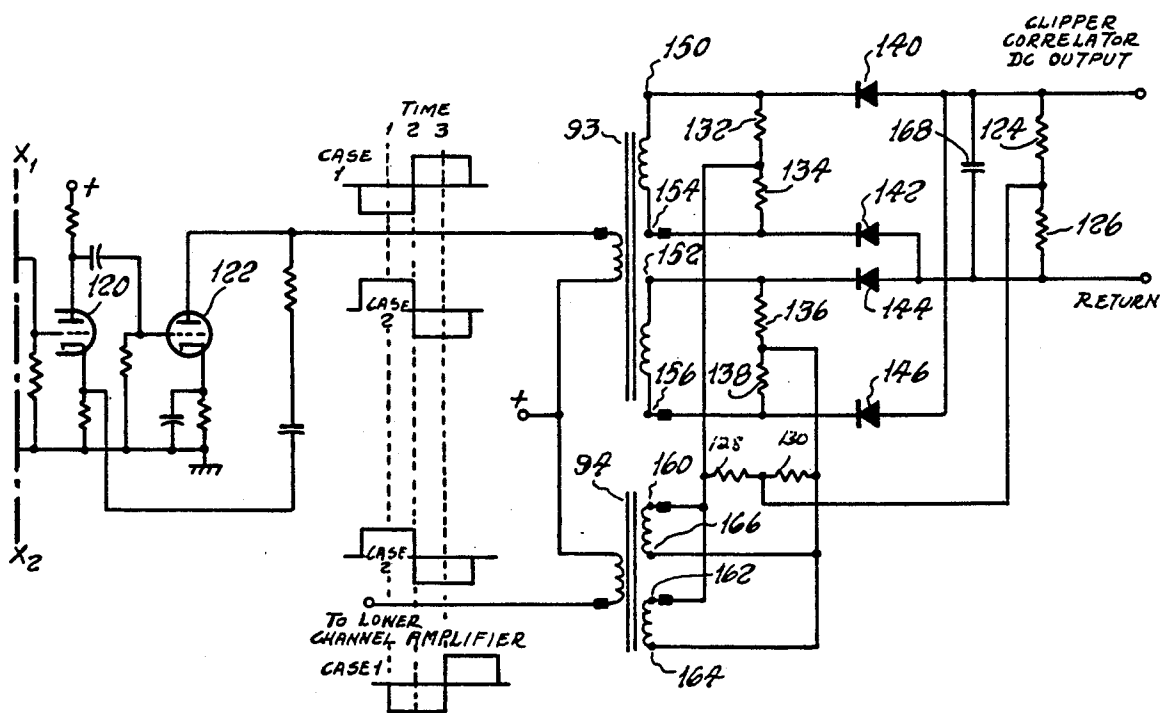 CLIPPER
CORRELATOR
DC OUTPUT
150
140
TIME
1 2 3
93
132
168
124
X1
CASE
1
134
+
154
142
126
152
120
122
CASE
2
144
RETURN
136
138
146
+
156
128
130
94
160
166
X2
CASE
2
162
TO LOWER
CHANNEL AMPLIFIER
CASE 1
164